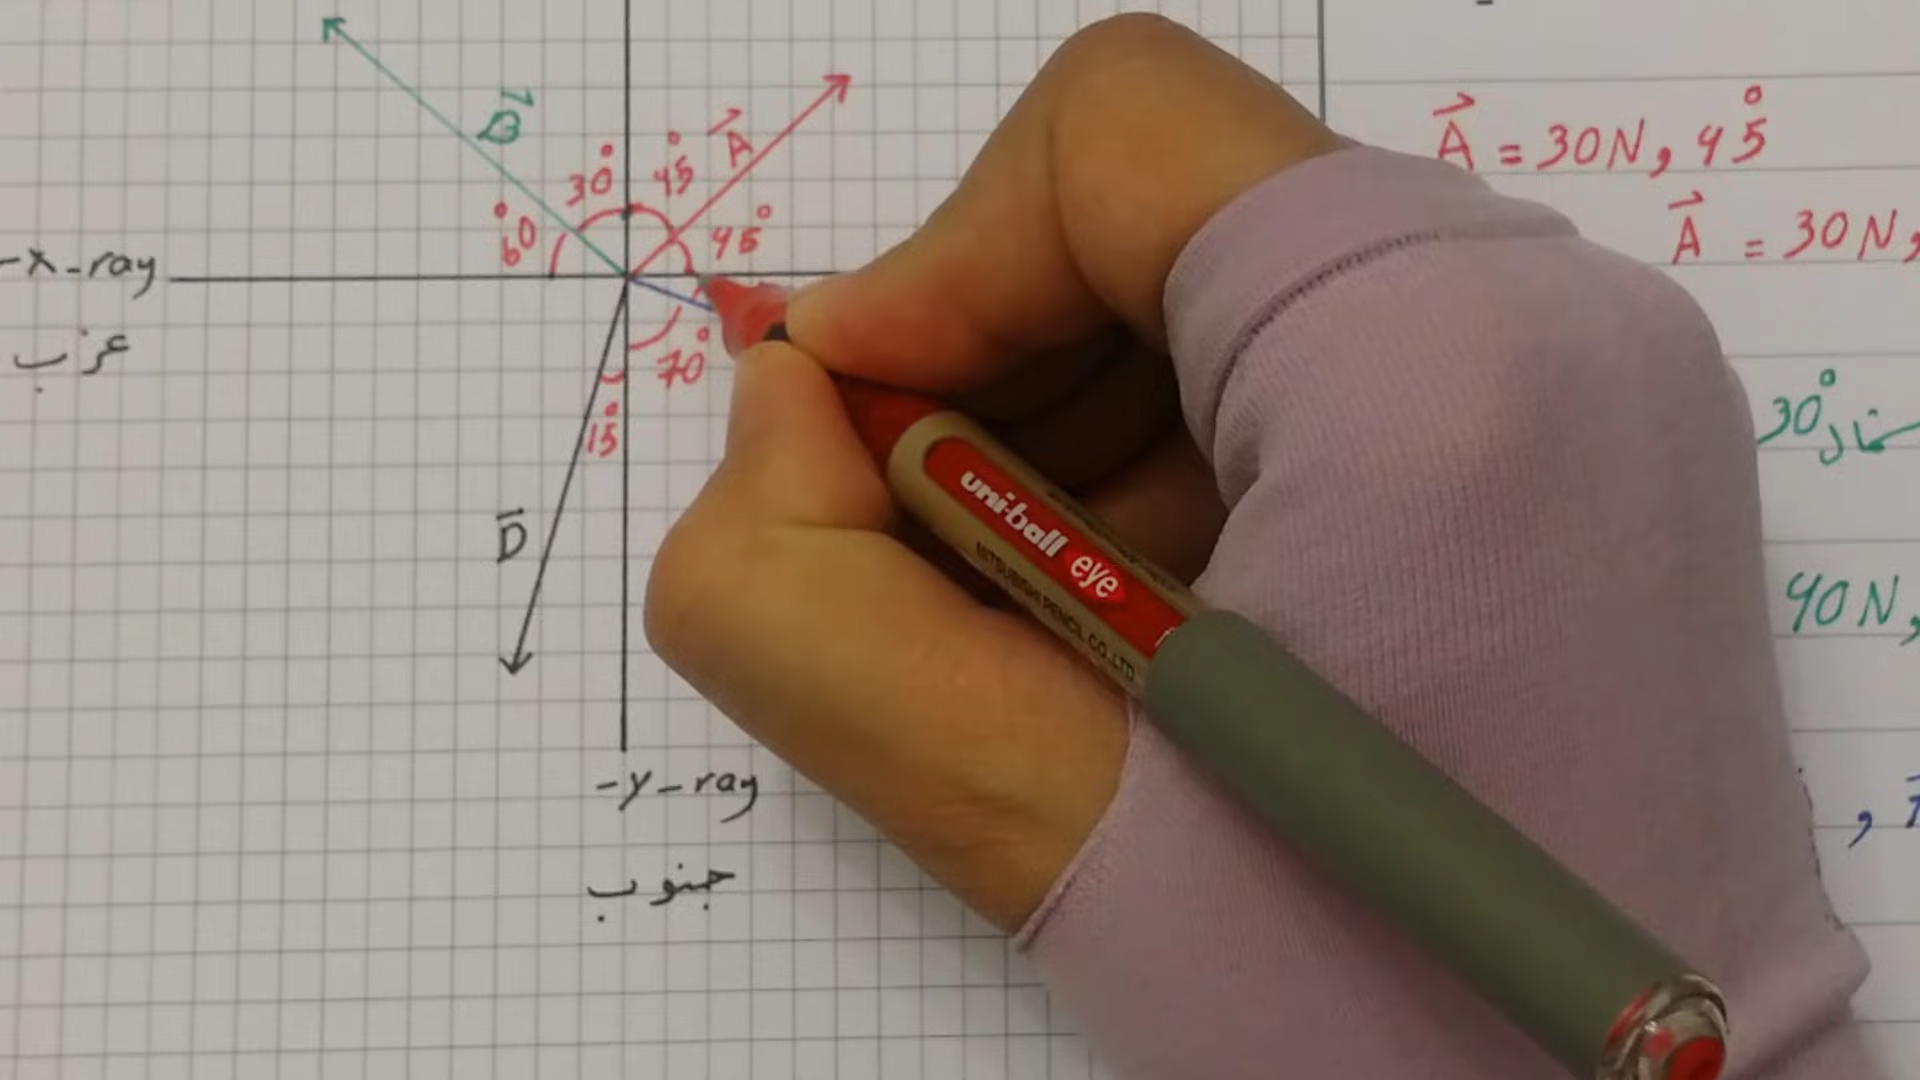 B
30°
45°
A
A = 30N, 45°
60°
45°
A = 30N,
-x-ray
غرب
70°
15°
30° شمال
D
uni-ball eye
MITSUBISHI PENCIL CO.,LTD.
40N,
-y-ray
جنوب